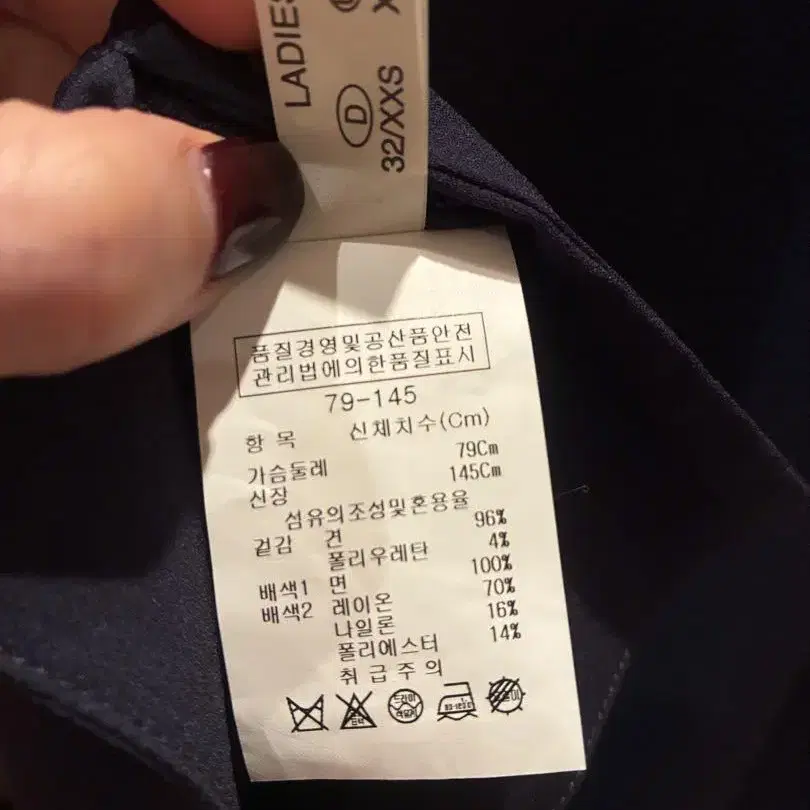 LADIES
D
32/XXS
X
품질경영및공산품안전
관리법에의한품질표시
79-145
항 목 신체치수(Cm)
가슴둘레 79Cm
신장 145Cm
섬유의조성및혼용율
겉감 견 96%
폴리우레탄 4%
배색1 면 100%
배색2 레이온 70%
나일론 16%
폴리에스터 14%
취급주의
드라이